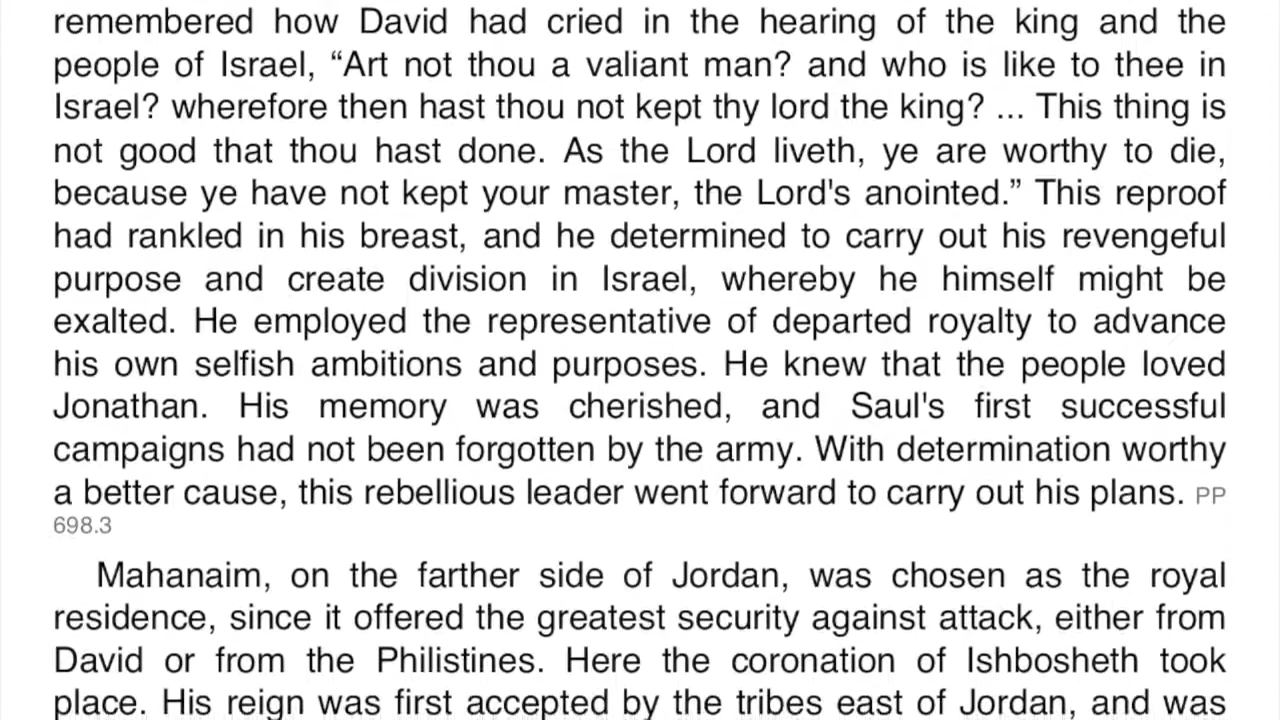 remembered how David had cried in the hearing of the king and the
people of Israel, “Art not thou a valiant man? and who is like to thee in
Israel? wherefore then hast thou not kept thy lord the king? ... This thing is
not good that thou hast done. As the Lord liveth, ye are worthy to die,
because ye have not kept your master, the Lord's anointed.” This reproof
had rankled in his breast, and he determined to carry out his revengeful
purpose and create division in Israel, whereby he himself might be
exalted. He employed the representative of departed royalty to advance
his own selfish ambitions and purposes. He knew that the people loved
Jonathan. His memory was cherished, and Saul's first successful
campaigns had not been forgotten by the army. With determination worthy
a better cause, this rebellious leader went forward to carry out his plans. PP
698.3
Mahanaim, on the farther side of Jordan, was chosen as the royal
residence, since it offered the greatest security against attack, either from
David or from the Philistines. Here the coronation of Ishbosheth took
place. His reign was first accepted by the tribes east of Jordan, and was